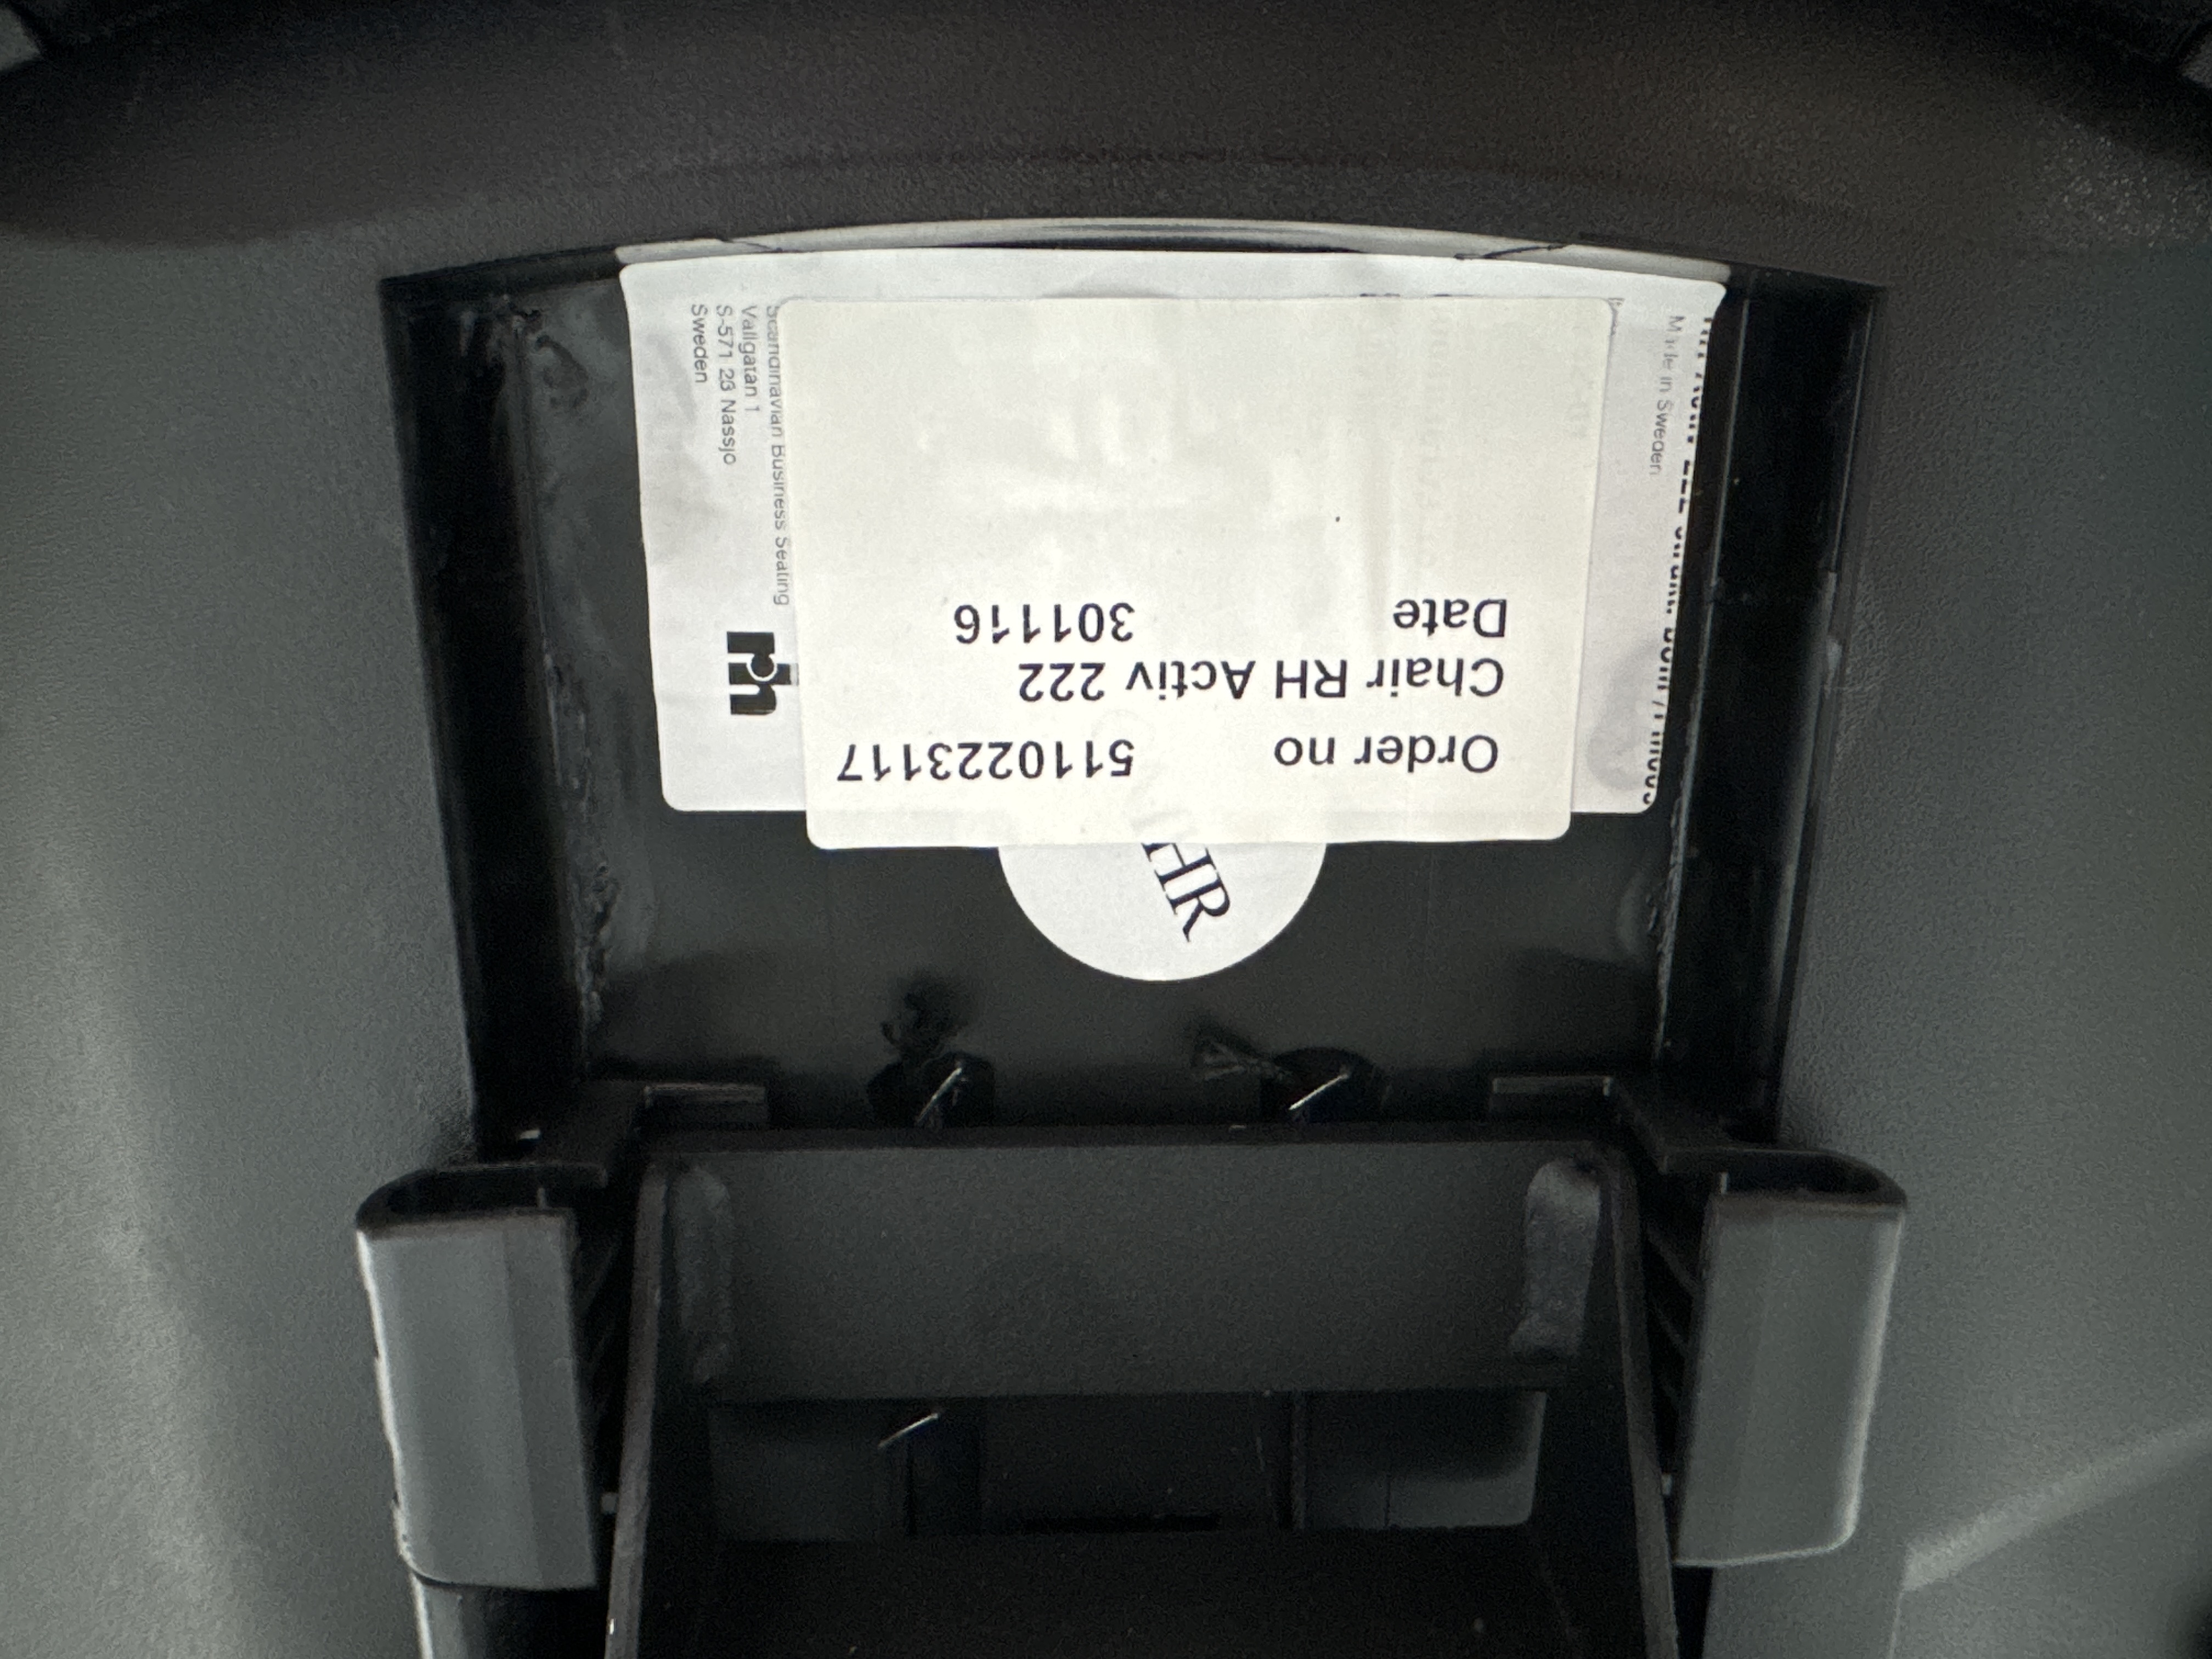 Order no 5110223117
Chair RH Activ 222
Date 301116
Scandinavian Business Seating
Vallgatan 1
S-571 23 Nassjo
Sweden
rh
in Sweden
HR